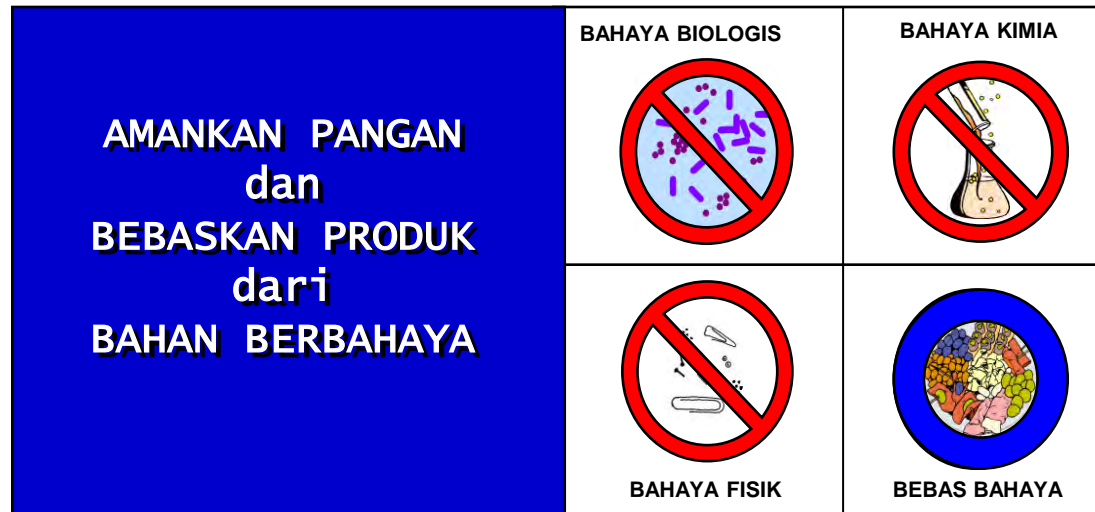 AMANKAN PANGAN
dan
BEBASKAN PRODUK
dari
BAHAN BERBAHAYA
BAHAYA BIOLOGIS
BAHAYA KIMIA
BAHAYA FISIK
BEBAS BAHAYA